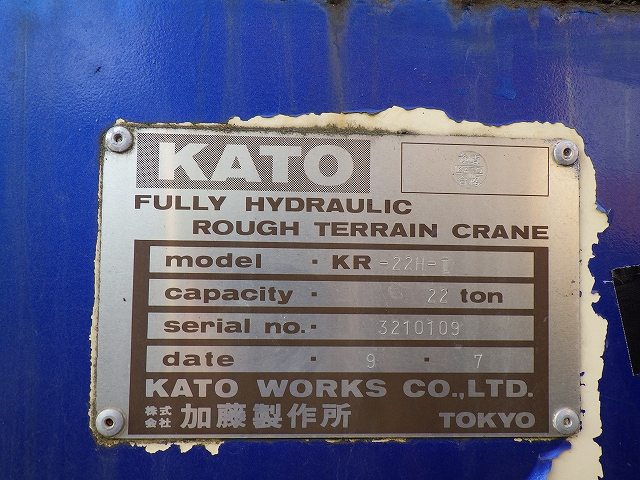 KATO
FULLY HYDRAULIC
ROUGH TERRAIN CRANE
model · KR -22H-
capacity · 22 ton
serial no. · 3210109
date · 9 · 7
KATO WORKS CO.,LTD.
株式会社 加藤製作所 TOKYO